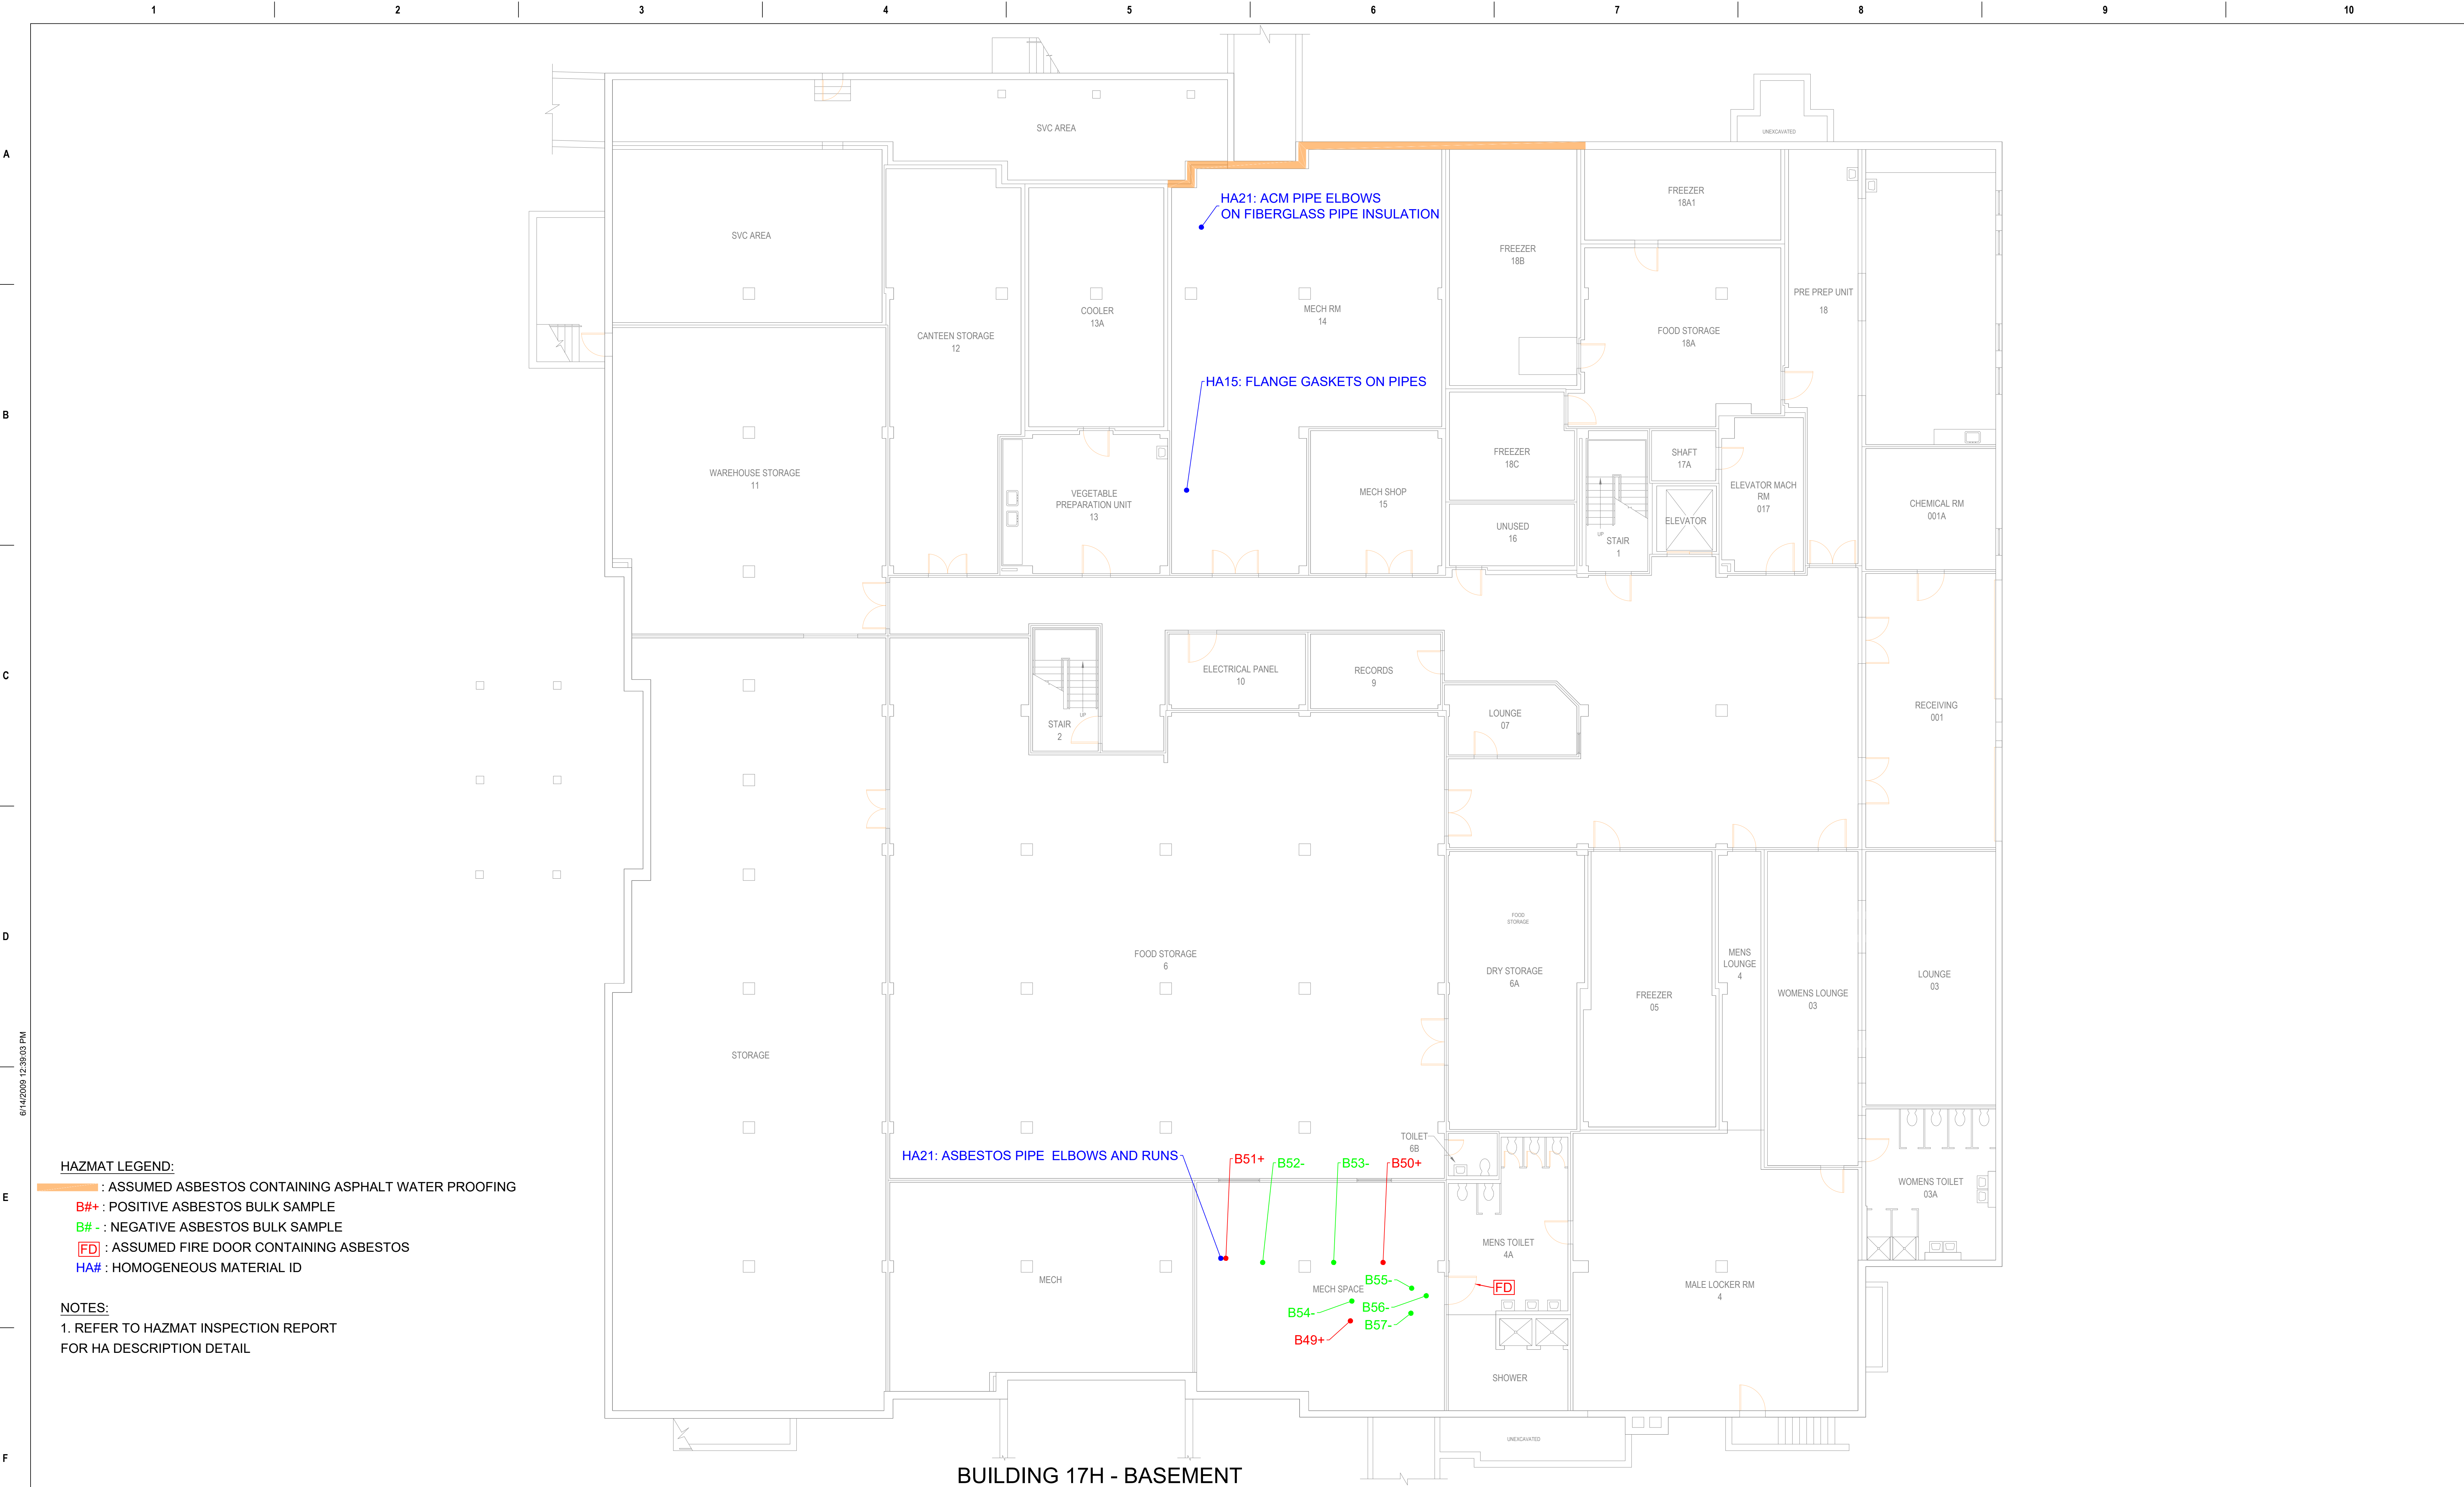 1 2 3 4 5 6 7 8 9 10
A
B
C
D
E
F
6/14/2009 12:39:03 PM
SVC AREA
UNEXCAVATED
HA21: ACM PIPE ELBOWS
ON FIBERGLASS PIPE INSULATION
FREEZER
18A1
SVC AREA
FREEZER
18B
PRE PREP UNIT
18
COOLER
13A
MECH RM
14
CANTEEN STORAGE
12
FOOD STORAGE
18A
HA15: FLANGE GASKETS ON PIPES
WAREHOUSE STORAGE
11
FREEZER
18C
SHAFT
17A
VEGETABLE
PREPARATION UNIT
13
MECH SHOP
15
ELEVATOR MACH
RM
017
CHEMICAL RM
001A
UNUSED
16
ELEVATOR
UP
STAIR
1
ELECTRICAL PANEL
10
RECORDS
9
LOUNGE
07
RECEIVING
001
UP
STAIR
2
FOOD
STORAGE
FOOD STORAGE
6
DRY STORAGE
6A
MENS
LOUNGE
4
LOUNGE
03
FREEZER
05
WOMENS LOUNGE
03
STORAGE
TOILET
6B
HA21: ASBESTOS PIPE  ELBOWS AND RUNS
B51+
B52-
B53-
B50+
WOMENS TOILET
03A
MENS TOILET
4A
MECH
MECH SPACE
B55-
B56-
B54-
B57-
B49+
FD
MALE LOCKER RM
4
SHOWER
UNEXCAVATED
HAZMAT LEGEND:
: ASSUMED ASBESTOS CONTAINING ASPHALT WATER PROOFING
B#+ : POSITIVE ASBESTOS BULK SAMPLE
B# - : NEGATIVE ASBESTOS BULK SAMPLE
FD : ASSUMED FIRE DOOR CONTAINING ASBESTOS
HA# : HOMOGENEOUS MATERIAL ID
NOTES:
1. REFER TO HAZMAT INSPECTION REPORT
FOR HA DESCRIPTION DETAIL
BUILDING 17H - BASEMENT